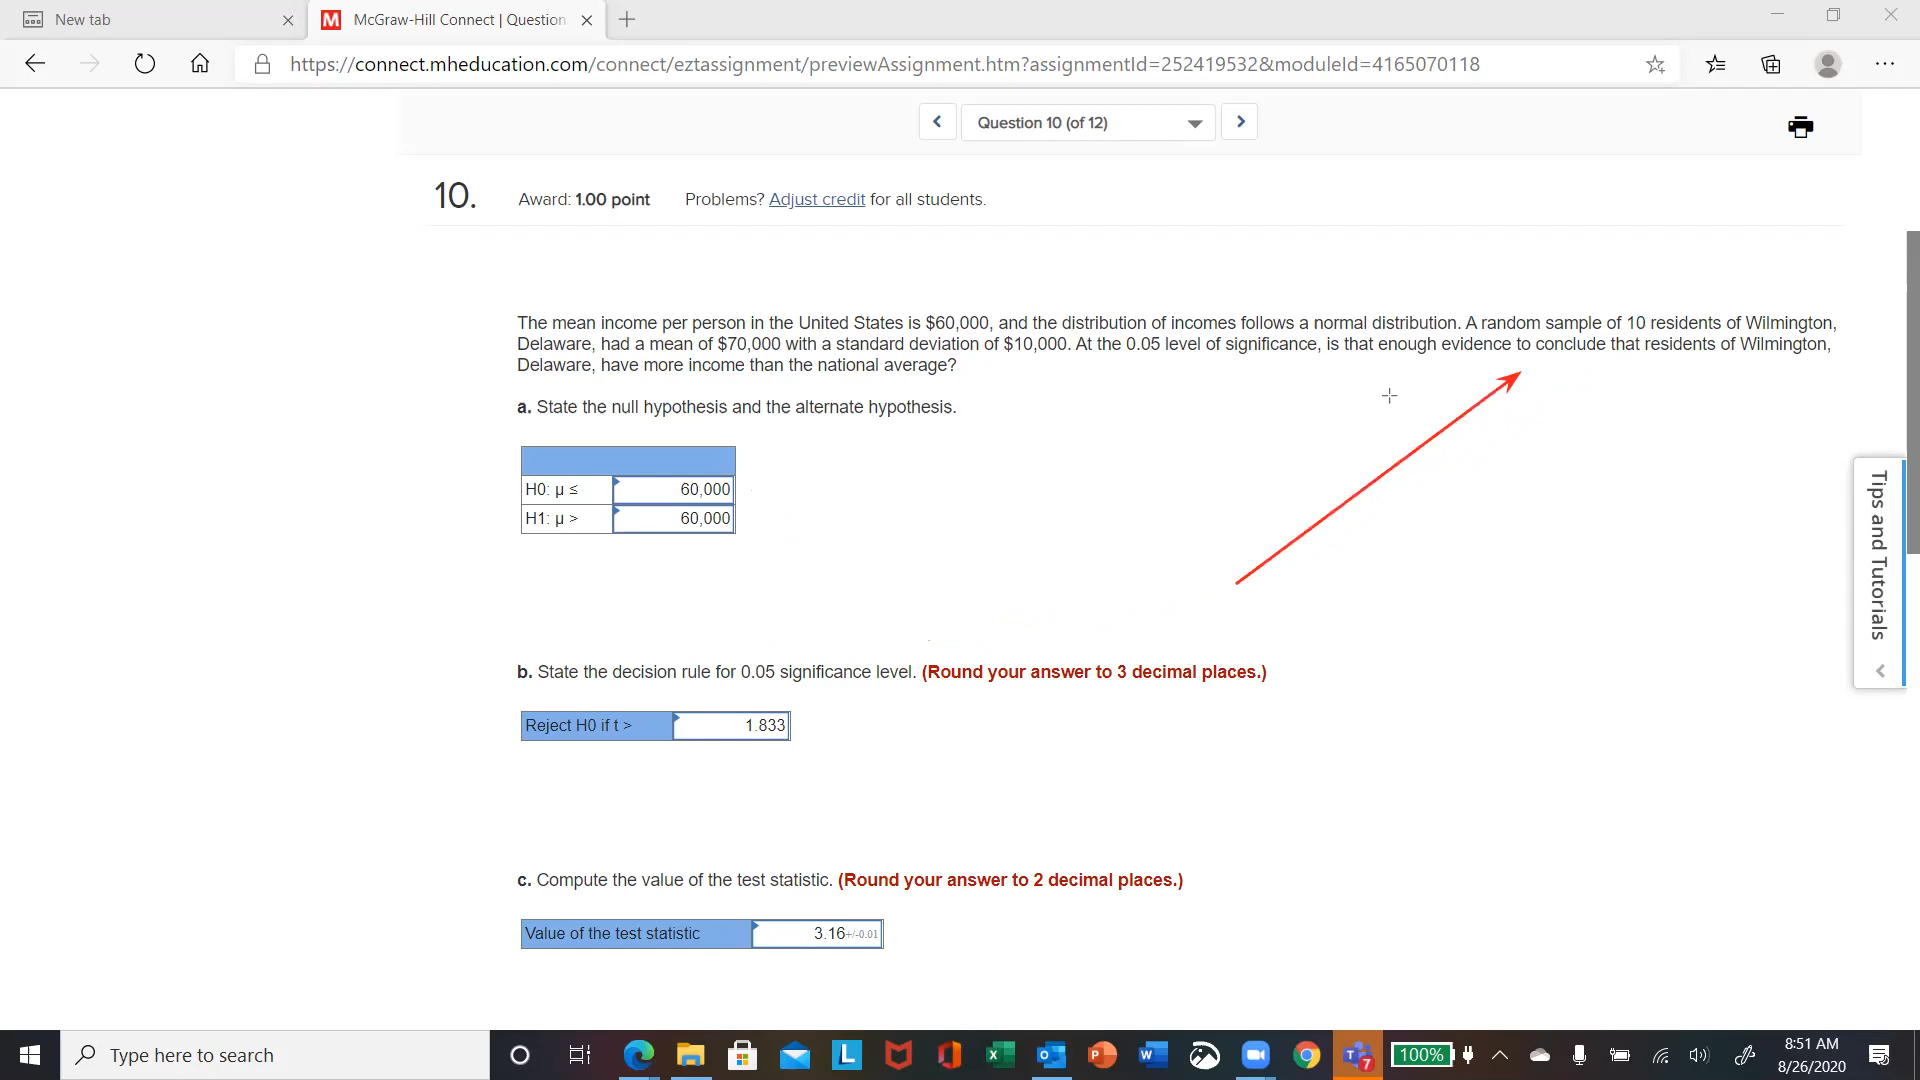 New tab
McGraw-Hill Connect | Question
https://connect.mheducation.com/connect/eztassignment/previewAssignment.htm?assignmentId=252419532&moduleId=4165070118
Question 10 (of 12)
10. Award: 1.00 point Problems? Adjust credit for all students.
The mean income per person in the United States is $60,000, and the distribution of incomes follows a normal distribution. A random sample of 10 residents of Wilmington,
Delaware, had a mean of $70,000 with a standard deviation of $10,000. At the 0.05 level of significance, is that enough evidence to conclude that residents of Wilmington,
Delaware, have more income than the national average?
a. State the null hypothesis and the alternate hypothesis.
H0: μ ≤ 60,000
H1: μ > 60,000
Tips and Tutorials
b. State the decision rule for 0.05 significance level. (Round your answer to 3 decimal places.)
Reject H0 if t > 1.833
c. Compute the value of the test statistic. (Round your answer to 2 decimal places.)
Value of the test statistic 3.16+/-0.01
Type here to search
100%
7
8:51 AM
8/26/2020